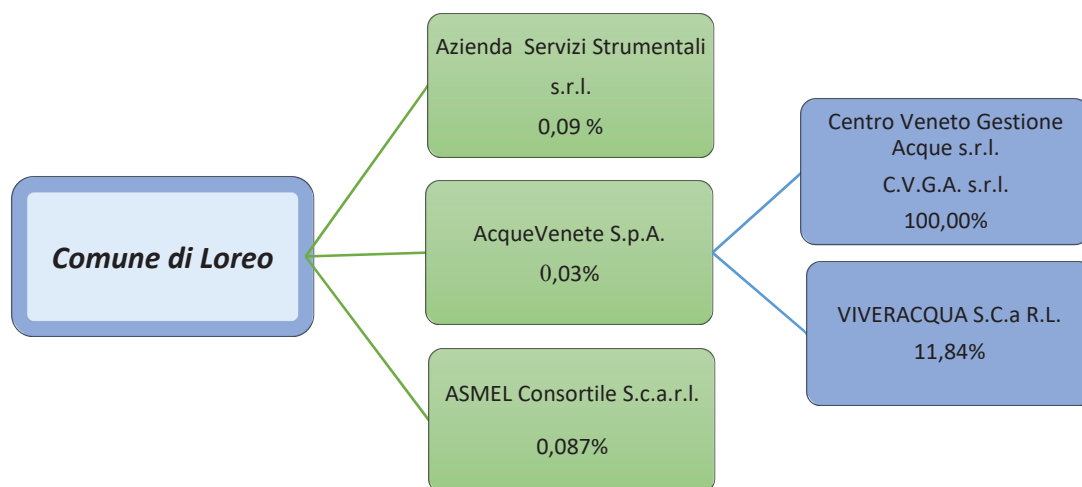 Comune di Loreo
Azienda Servizi Strumentali
s.r.l.
0,09 %
AcqueVenete S.p.A.
0,03%
ASMEL Consortile S.c.a.r.l.
0,087%
Centro Veneto Gestione
Acque s.r.l.
C.V.G.A. s.r.l.
100,00%
VIVERACQUA S.C.a R.L.
11,84%